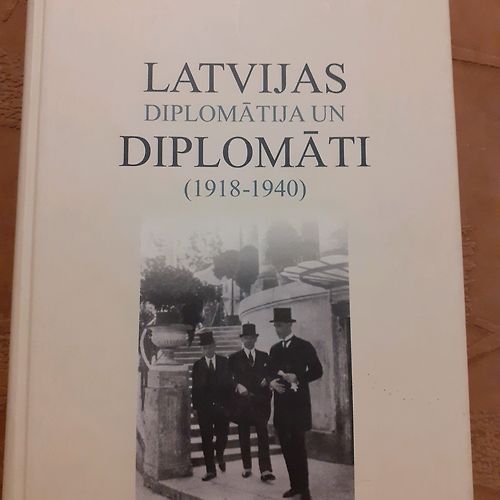 LATVIJAS
DIPLOMĀTIJA UN
DIPLOMĀTI
(1918-1940)